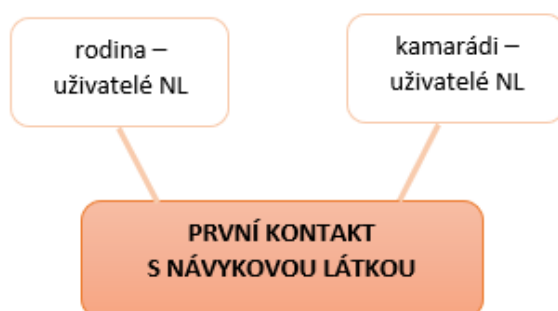 rodina –
uživatelé NL
kamarádi –
uživatelé NL
PRVNÍ KONTAKT
S NÁVYKOVOU LÁTKOU